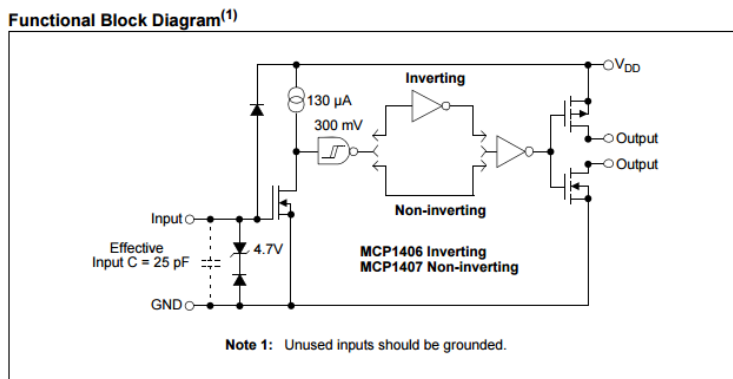 Functional Block Diagram(1)
VDD
Inverting
130 µA
300 mV
Output
Output
Input
Non-inverting
4.7V
Effective
Input C = 25 pF
MCP1406 Inverting
MCP1407 Non-inverting
GND
Note 1: Unused inputs should be grounded.